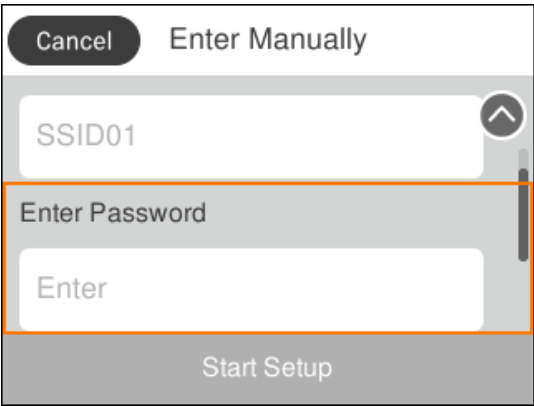 Cancel Enter Manually
SSID01
Enter Password
Enter
Start Setup